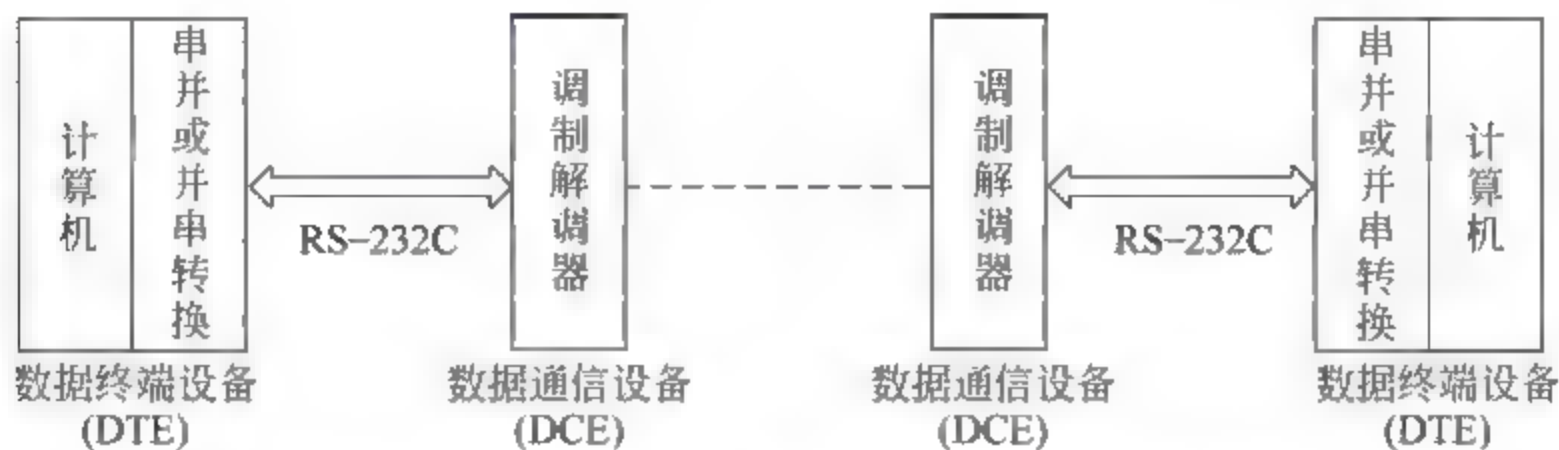 计算机
串并或并串转换
RS-232C
调制解调器
调制解调器
RS-232C
串并或并串转换
计算机
数据终端设备
(DTE)
数据通信设备
(DCE)
数据通信设备
(DCE)
数据终端设备
(DTE)